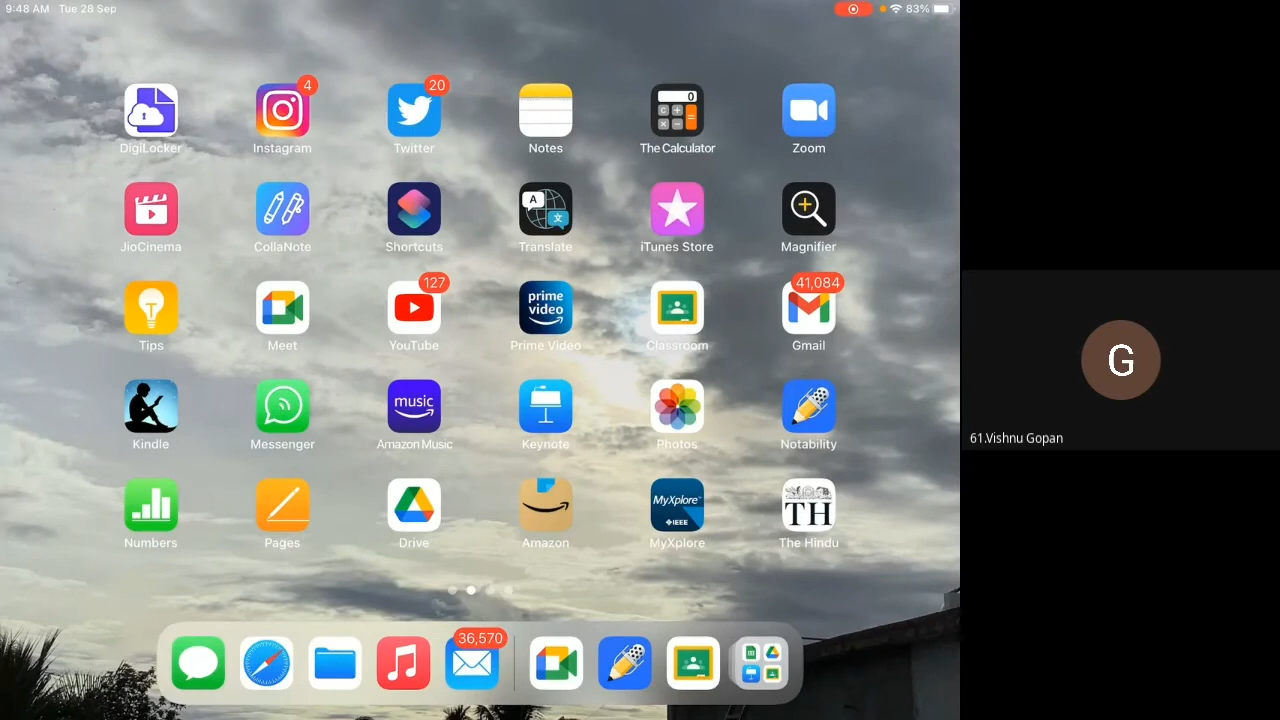 9:48 AM Tue 28 Sep
83%
4
20
0
DigiLocker
Instagram
Twitter
Notes
The Calculator
Zoom
A
文
JioCinema
CollaNote
Shortcuts
Translate
iTunes Store
Magnifier
127
41,084
T
prime
video
Tips
Meet
YouTube
Prime Video
Classroom
Gmail
music
Kindle
Messenger
Amazon Music
Keynote
Photos
Notability
MyXplore™
IEEE
TH
Numbers
Pages
Drive
Amazon
MyXplore
The Hindu
36,570
G
61.Vishnu Gopan